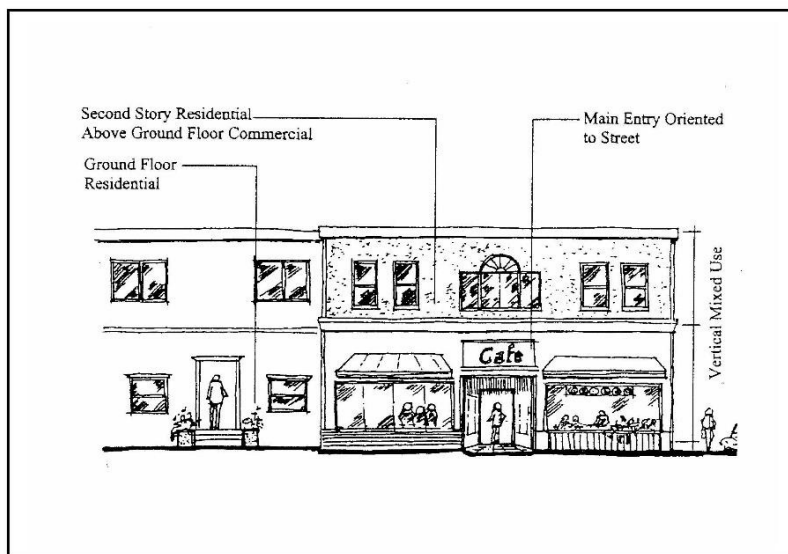 Second Story Residential
Above Ground Floor Commercial
Ground Floor
Residential
Main Entry Oriented
to Street
Cafe
Vertical Mixed Use